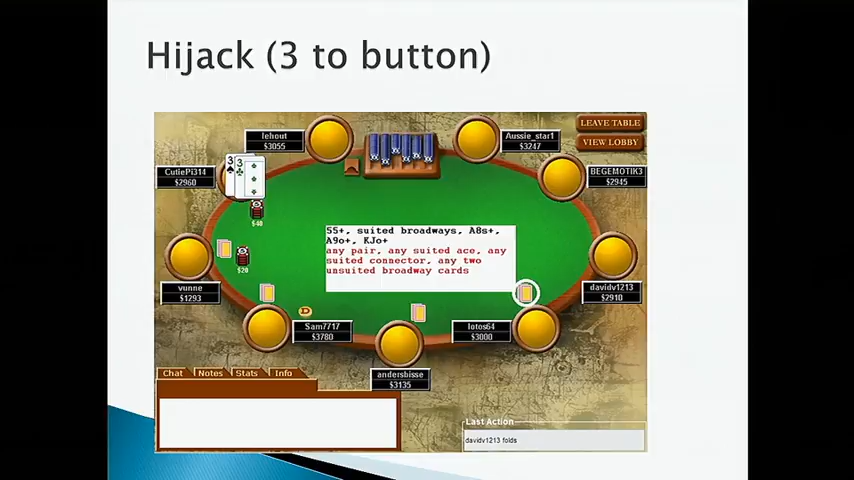 Hijack (3 to button)
LEAVE TABLE
VIEW LOBBY
lehout
$3055
Aussie_star1
$3247
CutiePi314
$2960
3 3
BEGEMOTIK3
$2945
$40
55+, suited broadways, A8s+,
A9o+, KJo+
any pair, any suited ace, any
suited connector, any two
unsuited broadway cards
$20
vunne
$1293
davidv1213
$2910
D
Sam7717
$3780
lotos64
$3000
andersbisse
$3135
Chat Notes Stats Info
Last Action
davidv1213 folds